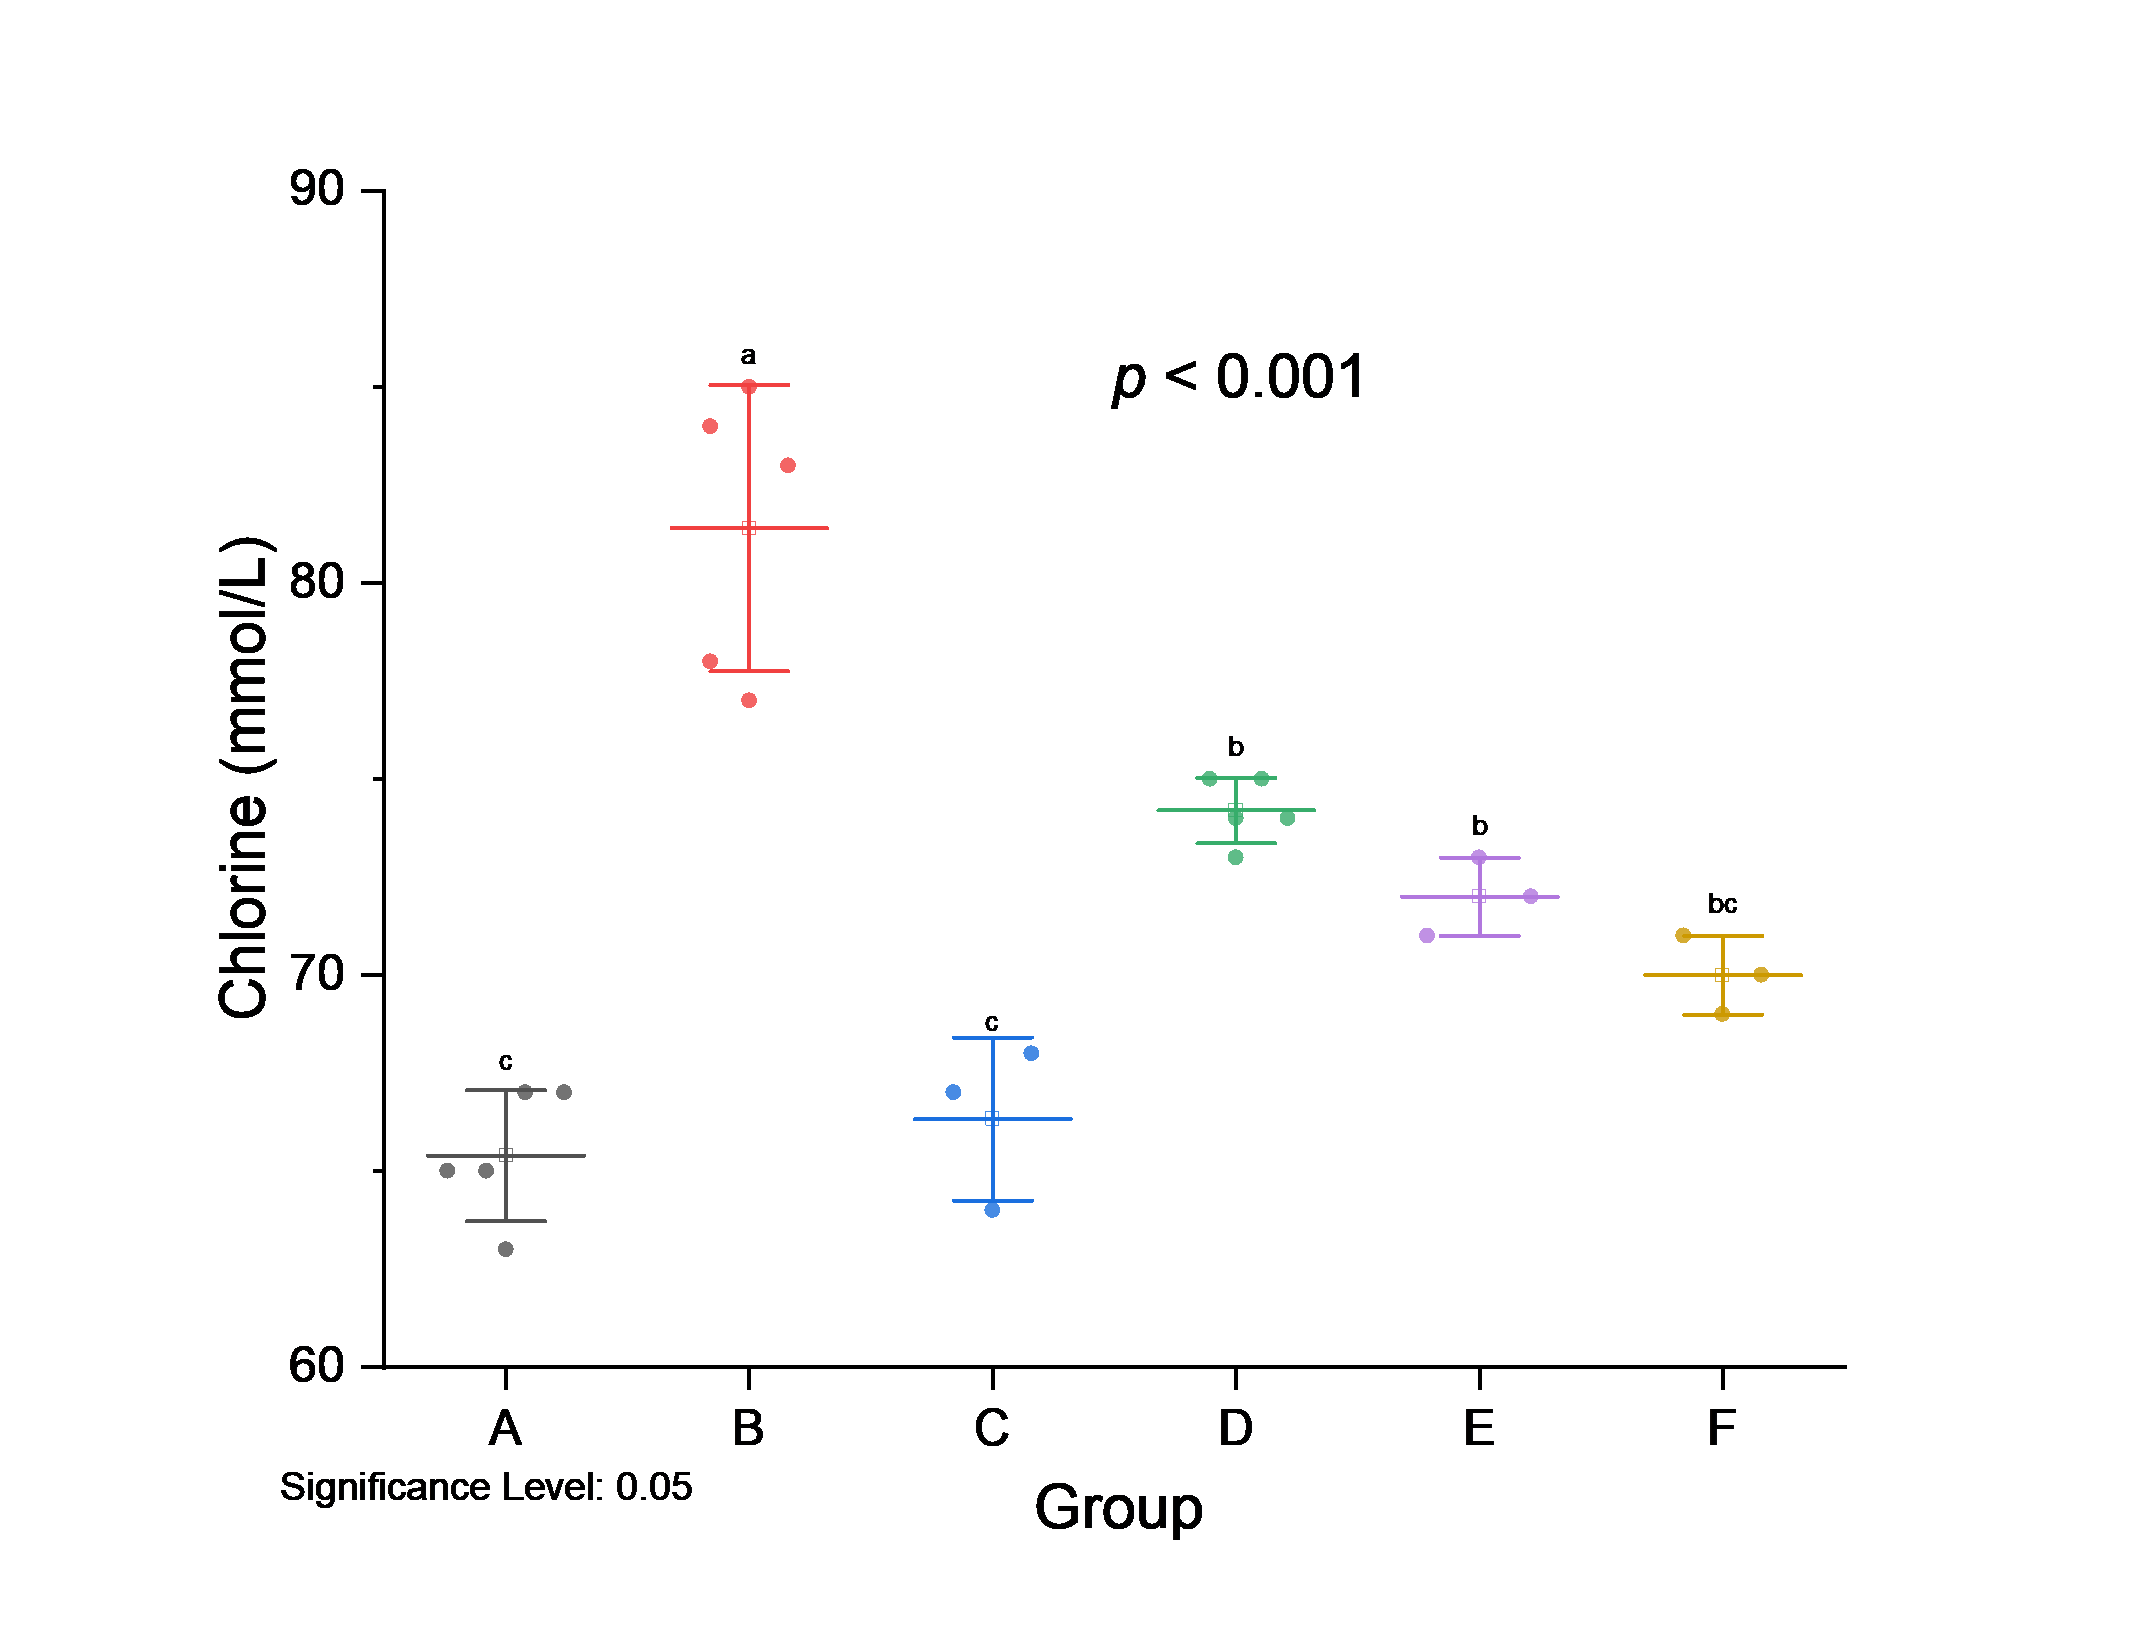 90
80
70
60
Chlorine (mmol/L)
a
p < 0.001
b
b
bc
c
c
A B C D E F
Significance Level: 0.05
Group